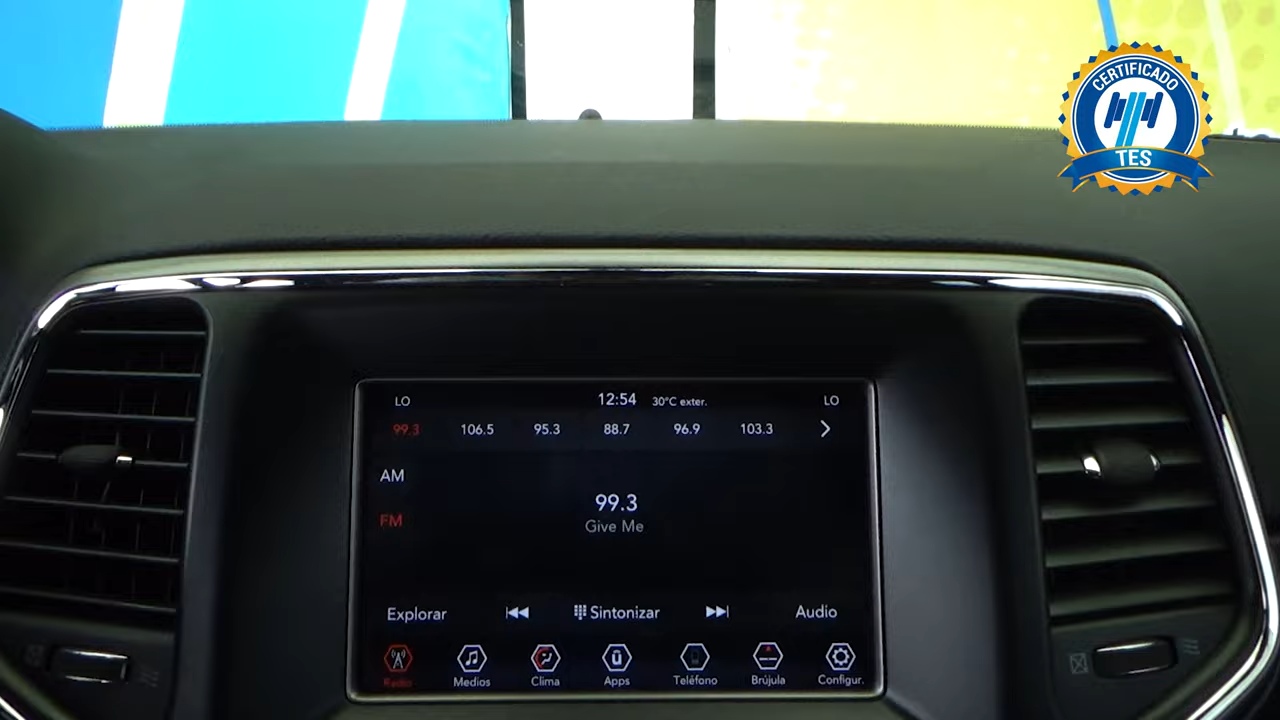 CERTIFICADO
TES
LO 12:54 30°C exter. LO
99.3 106.5 95.3 88.7 96.9 103.3
AM
99.3
FM
Give Me
Explorar Sintonizar Audio
Radio Medios Clima Apps Teléfono Brújula Configur.